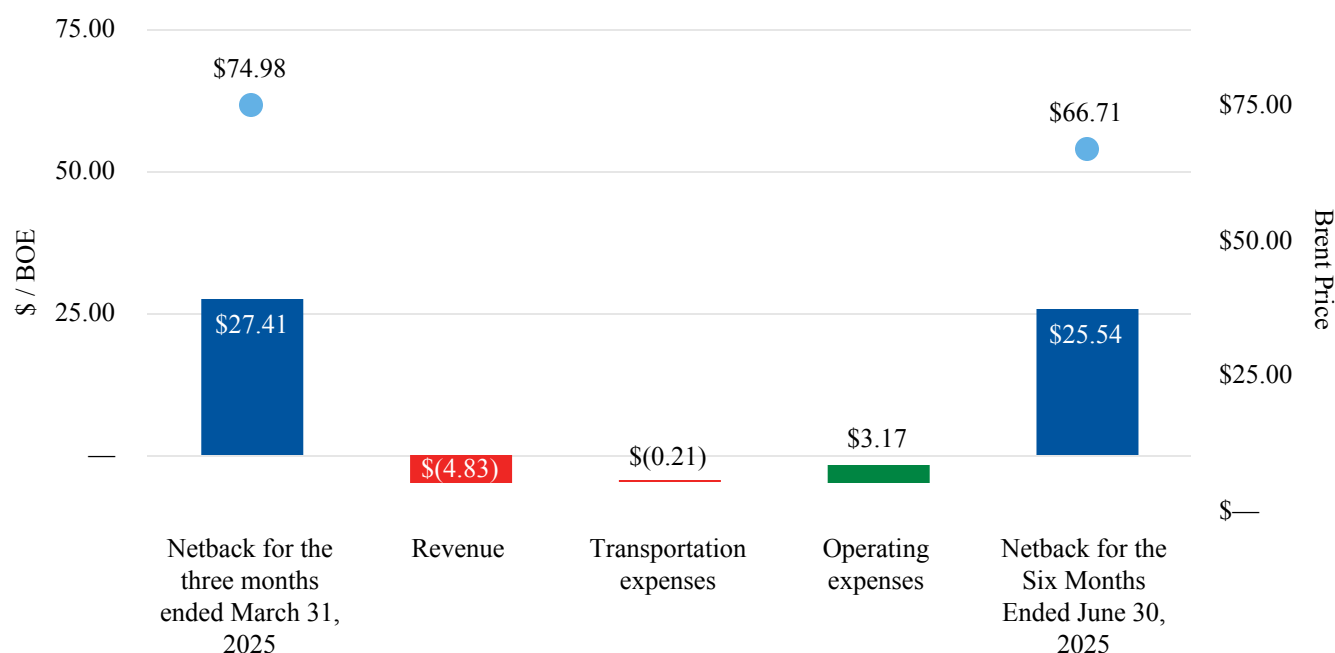 75.00
50.00
25.00
—
$ / BOE
$74.98
$66.71
$27.41
$(4.83)
$(0.21)
$3.17
$25.54
$75.00
$50.00
$25.00
$—
Brent Price
Netback for the
three months
ended March 31,
2025
Revenue
Transportation
expenses
Operating
expenses
Netback for the
Six Months
Ended June 30,
2025